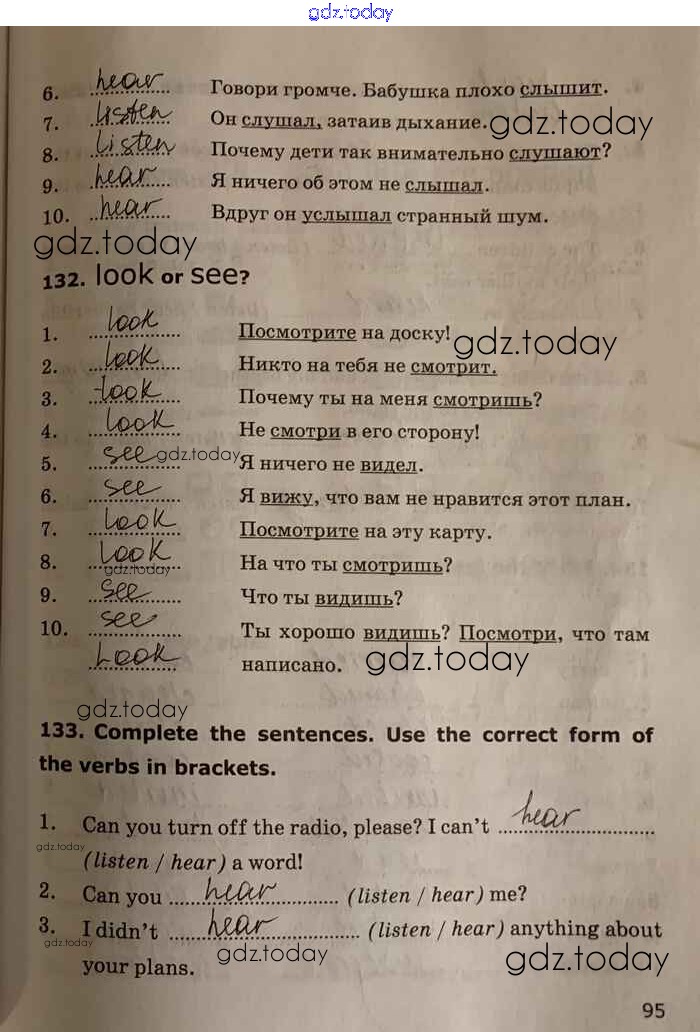 gdz.today
6. hear Говори громче. Бабушка плохо слышит.
7. listen Он слушал, затаив дыхание. gdz.today
8. listen Почему дети так внимательно слушают?
9. hear Я ничего об этом не слышал.
10. hear Вдруг он услышал странный шум.
gdz.today
132. look or see?
1. look Посмотрите на доску! gdz.today
2. look Никто на тебя не смотрит.
3. look Почему ты на меня смотришь?
4. look Не смотри в его сторону!
5. see gdz.today Я ничего не видел.
6. see Я вижу, что вам не нравится этот план.
7. look Посмотрите на эту карту.
8. look На что ты смотришь?
gdz.today
9. see Что ты видишь?
10. see Ты хорошо видишь? Посмотри, что там
Look написано. gdz.today
gdz.today
133. Complete the sentences. Use the correct form of
the verbs in brackets.
1. Can you turn off the radio, please? I can't hear
gdz.today
(listen / hear) a word!
2. Can you hear (listen / hear) me?
3. I didn't hear (listen / hear) anything about
gdz.today gdz.today gdz.today
your plans.
95